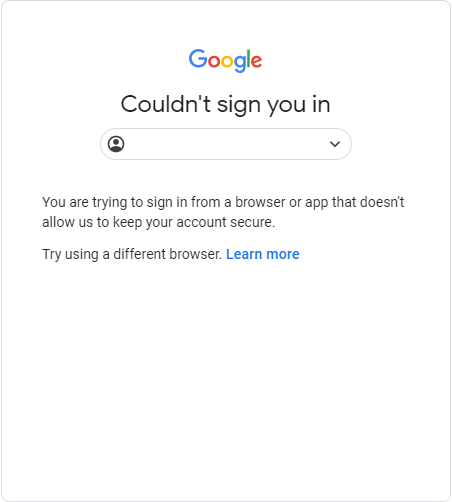 Google
Couldn't sign you in
You are trying to sign in from a browser or app that doesn't
allow us to keep your account secure.
Try using a different browser. Learn more